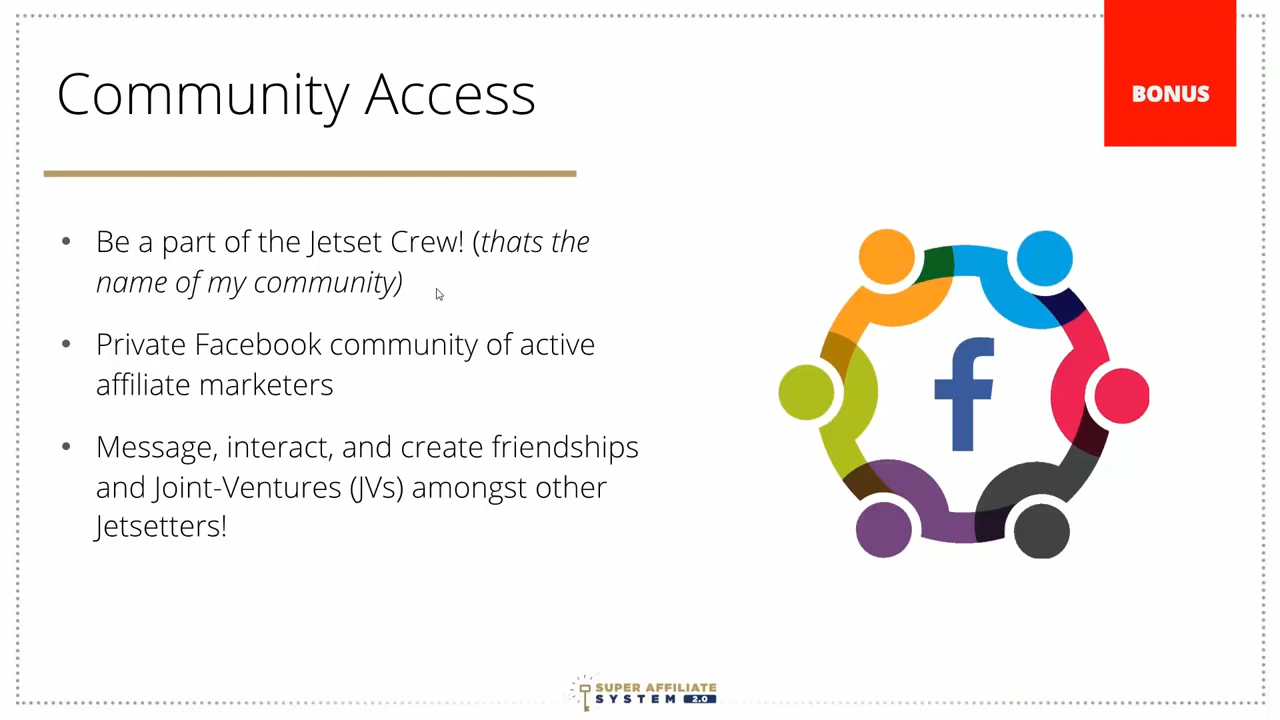 Community Access
BONUS
• Be a part of the Jetset Crew! (thats the
name of my community)
• Private Facebook community of active
affiliate marketers
• Message, interact, and create friendships
and Joint-Ventures (JVs) amongst other
Jetsetters!
f
SUPER AFFILIATE
SYSTEM 2.0